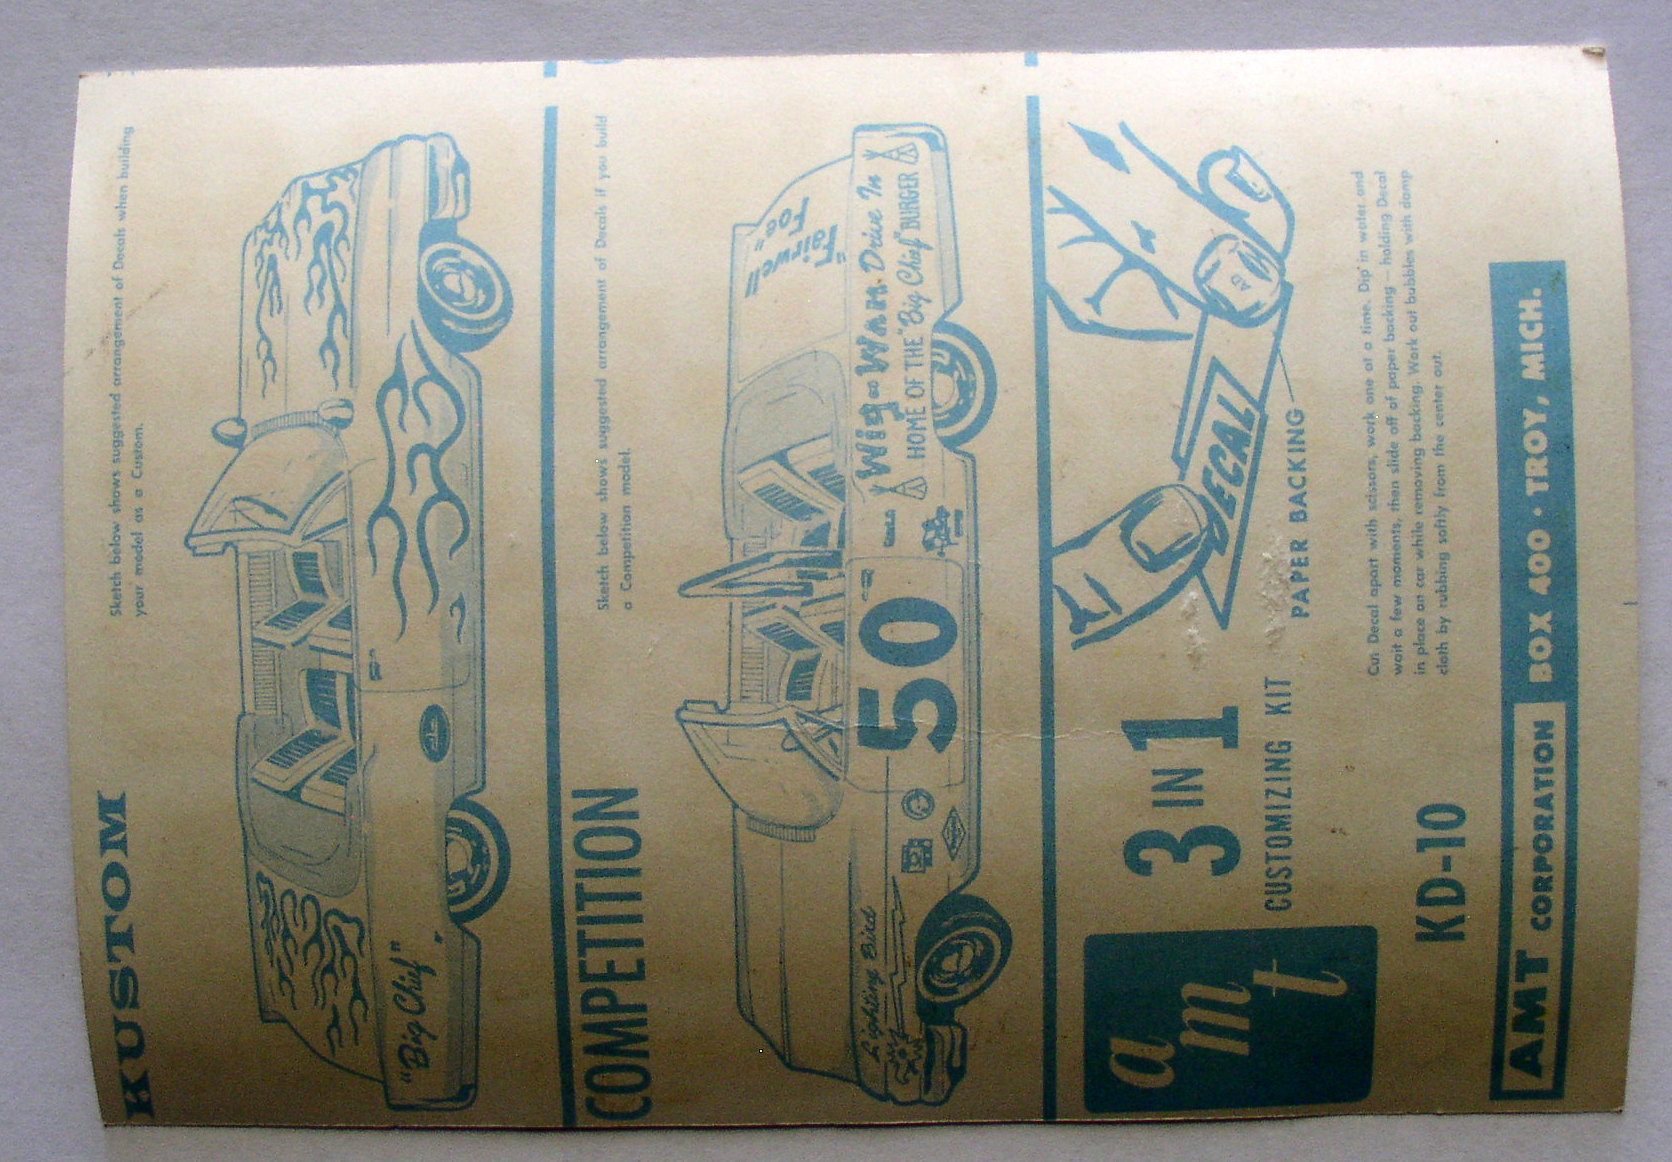 KUSTOM
Sketch below shows suggested arrangement of Decals when building
your model as a Custom.
"Big Chief"
COMPETITION
Sketch below shows suggested arrangement of Decals if you build
a Competition model.
"Fairwell
Foe"
Lighting Bird
50
Wig-Wam Drive In
HOME OF THE "Big Chief" BURGER
amt
3 IN 1
CUSTOMIZING KIT
DECAL
PAPER BACKING
KD-10
Cut Decal apart with scissors, work one at a time. Dip in water and
wait a few moments, then slide off of paper backing — holding Decal
in place on car while removing backing. Work out bubbles with damp
cloth by rubbing softly from the center out.
AMT CORPORATION BOX 400 · TROY, MICH.